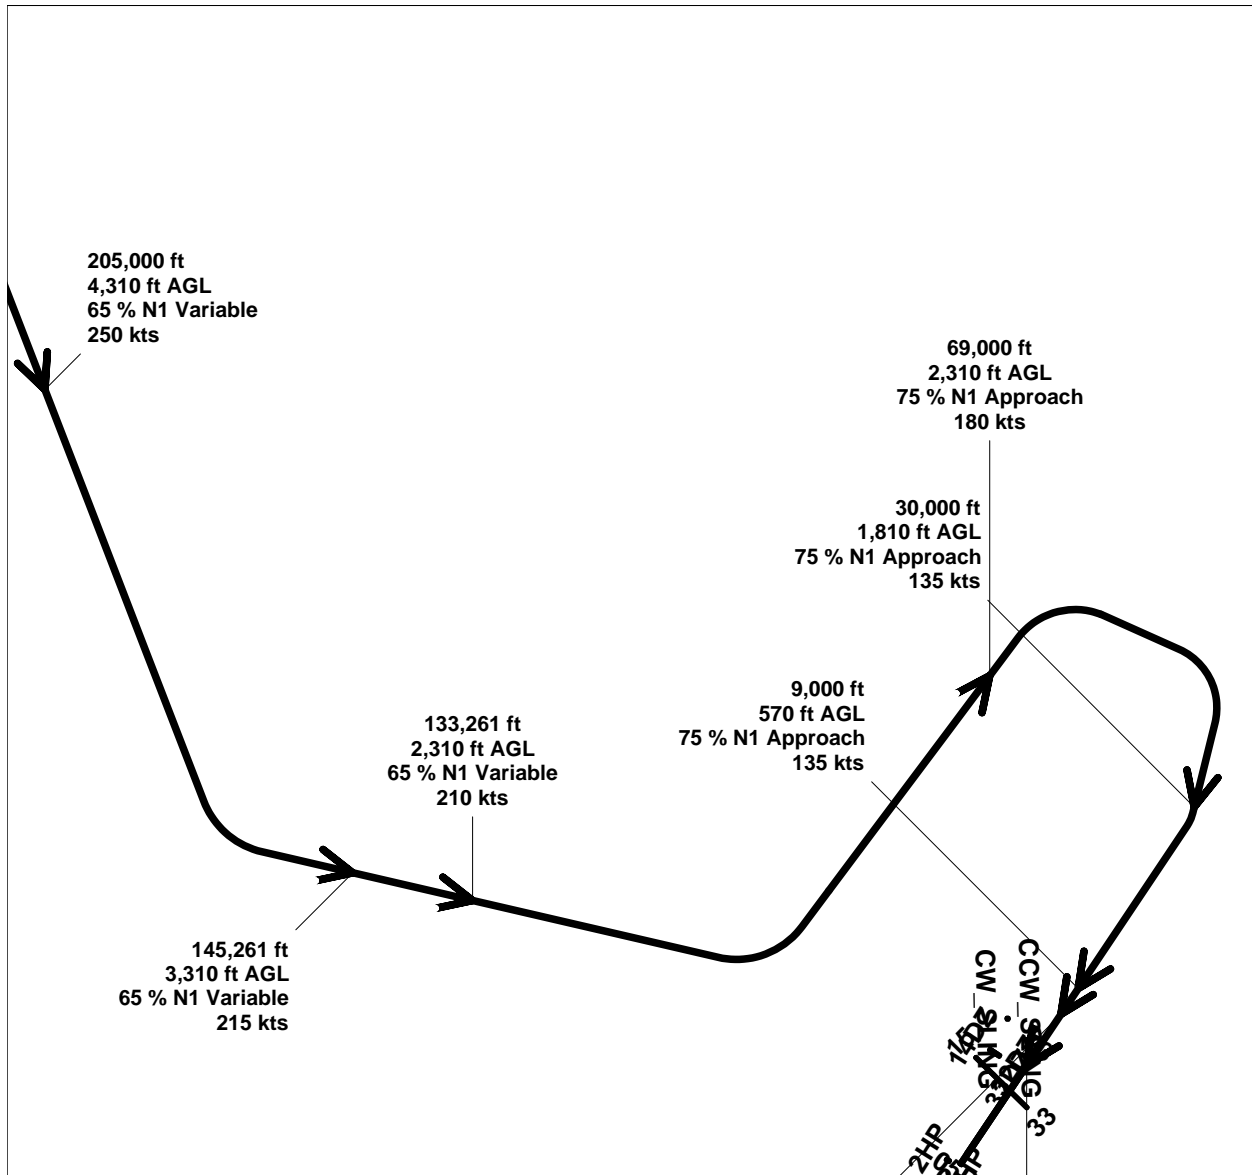 205,000 ft
4,310 ft AGL
65 % N1 Variable
250 kts
69,000 ft
2,310 ft AGL
75 % N1 Approach
180 kts
30,000 ft
1,810 ft AGL
75 % N1 Approach
135 kts
9,000 ft
570 ft AGL
75 % N1 Approach
135 kts
133,261 ft
2,310 ft AGL
65 % N1 Variable
210 kts
145,261 ft
3,310 ft AGL
65 % N1 Variable
215 kts
33
2HP